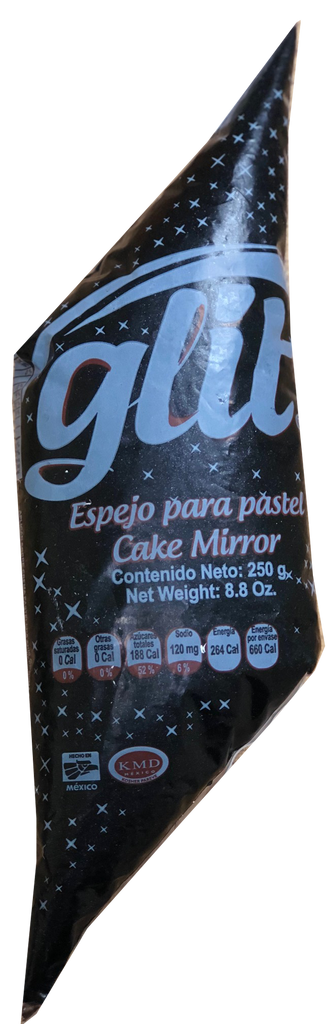 glit
Espejo para pastel
Cake Mirror
Contenido Neto: 250 g.
Net Weight: 8.8 Oz.
Grasas saturadas 0 Cal 0 %
Otras grasas 0 Cal 0 %
Azúcares totales 188 Cal 52 %
Sodio 120 mg 6 %
Energía 264 Cal
Energía por envase 660 Cal
HECHO EN
MÉXICO
KMD
MÉXICO